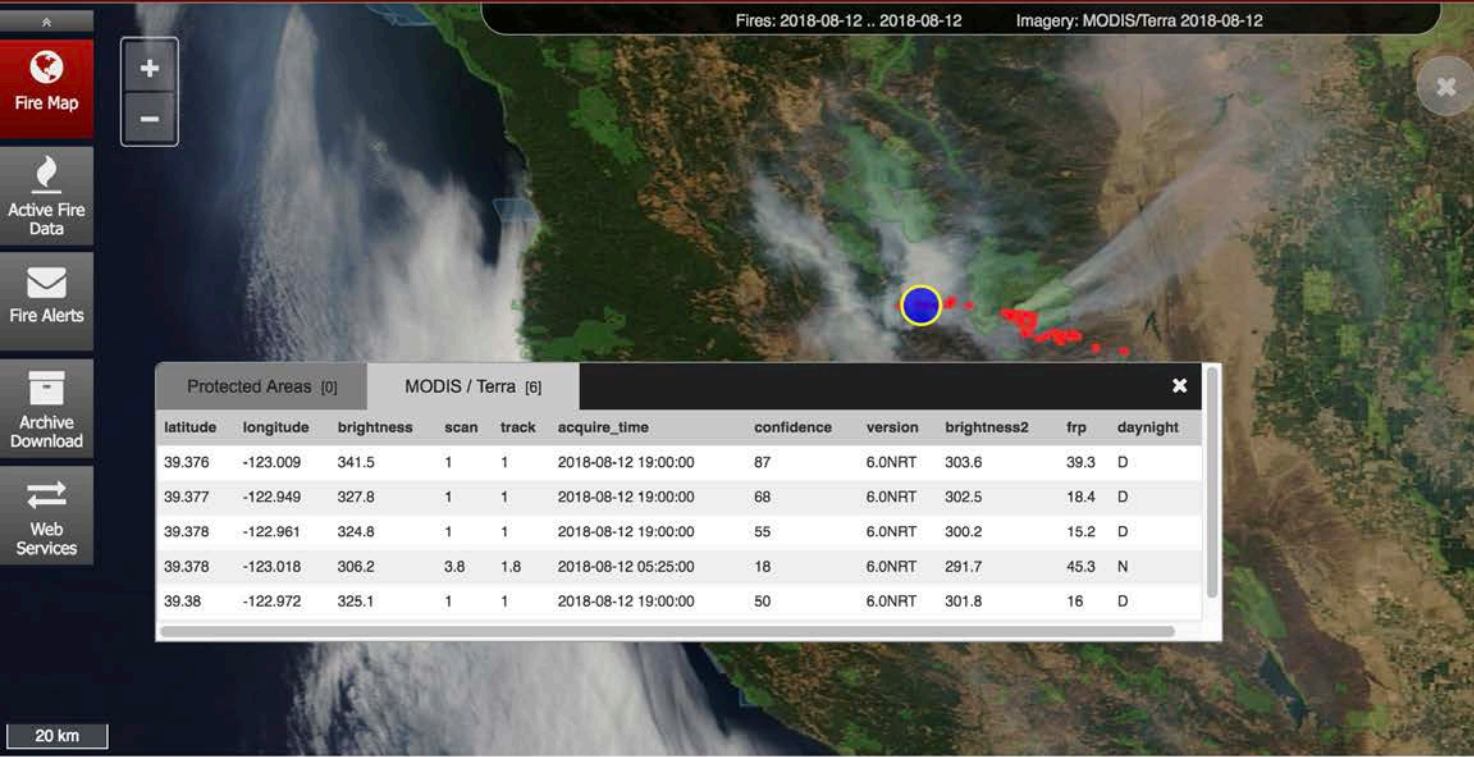 Fires: 2018-08-12 .. 2018-08-12 Imagery: MODIS/Terra 2018-08-12
Fire Map
Active Fire
Data
Fire Alerts
Archive
Download
Web
Services
Protected Areas [0] MODIS / Terra [6]
latitude longitude brightness scan track acquire_time confidence version brightness2 frp daynight
39.376 -123.009 341.5 1 1 2018-08-12 19:00:00 87 6.0NRT 303.6 39.3 D
39.377 -122.949 327.8 1 1 2018-08-12 19:00:00 68 6.0NRT 302.5 18.4 D
39.378 -122.961 324.8 1 1 2018-08-12 19:00:00 55 6.0NRT 300.2 15.2 D
39.378 -123.018 306.2 3.8 1.8 2018-08-12 05:25:00 18 6.0NRT 291.7 45.3 N
39.38 -122.972 325.1 1 1 2018-08-12 19:00:00 50 6.0NRT 301.8 16 D
20 km